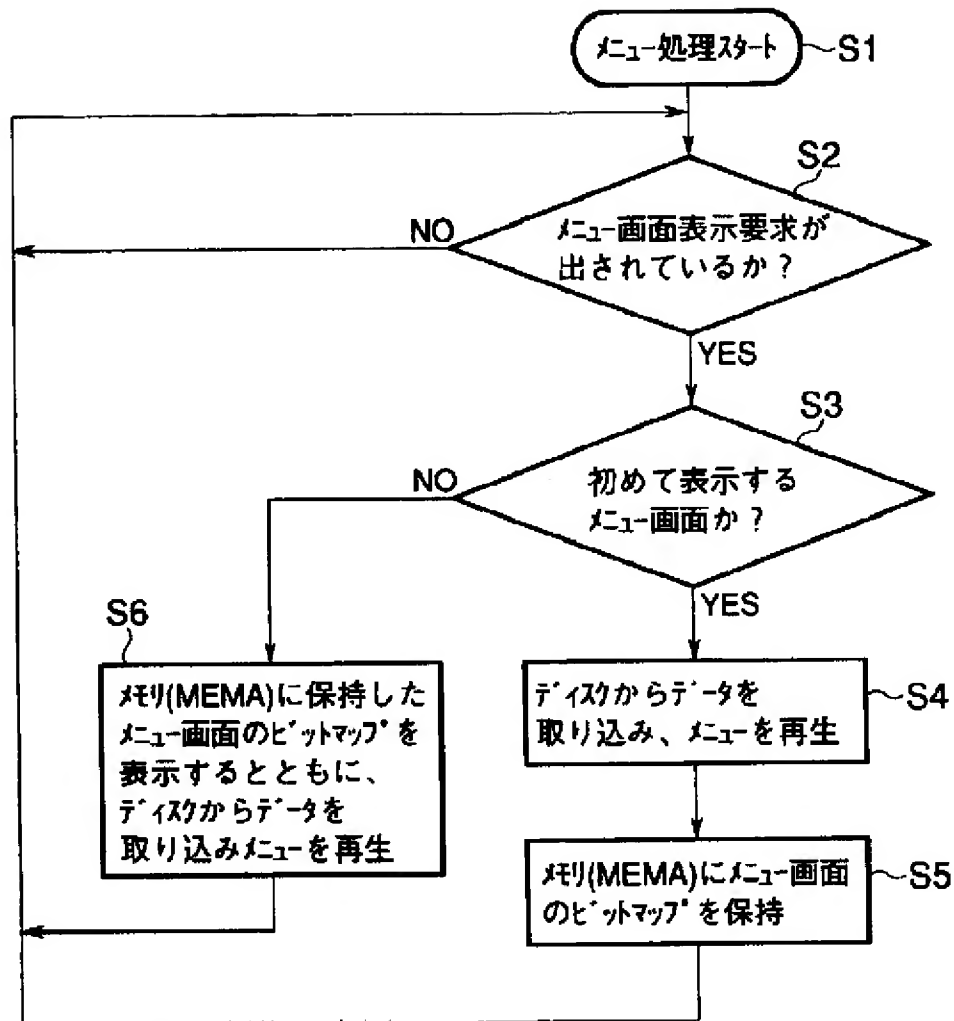 ﾒﾆｭｰ処理ｽﾀｰﾄ
S1
S2
ﾒﾆｭｰ画面表示要求が
出されているか?
NO
YES
S3
初めて表示する
ﾒﾆｭｰ画面か?
NO
YES
S6
ﾒﾓﾘ(MEMA)に保持した
ﾒﾆｭｰ画面のﾋﾞｯﾄﾏｯﾌﾟを
表示するとともに、
ﾃﾞｨｽｸからﾃﾞｰﾀを
取り込みﾒﾆｭｰを再生
ﾃﾞｨｽｸからﾃﾞｰﾀを
取り込み、ﾒﾆｭｰを再生
S4
ﾒﾓﾘ(MEMA)にﾒﾆｭｰ画面
のﾋﾞｯﾄﾏｯﾌﾟを保持
S5